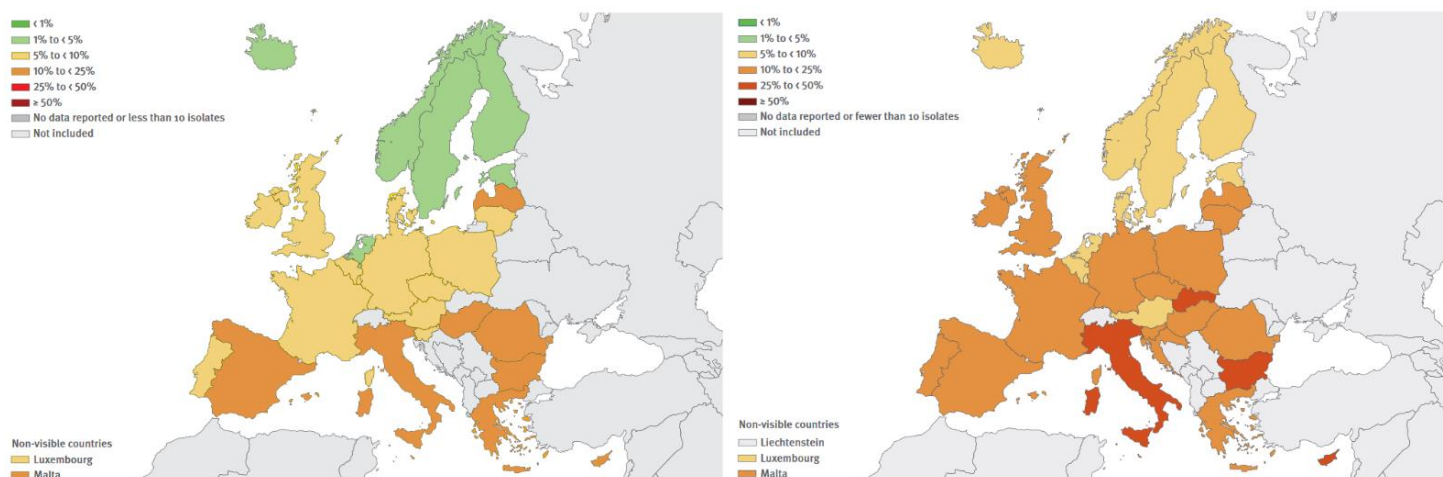 < 1%
1% to < 5%
5% to < 10%
10% to < 25%
25% to < 50%
≥ 50%
No data reported or less than 10 isolates
Not included
Non-visible countries
Luxembourg
Malta
< 1%
1% to < 5%
5% to < 10%
10% to < 25%
25% to < 50%
≥ 50%
No data reported or fewer than 10 isolates
Not included
Non-visible countries
Liechtenstein
Luxembourg
Malta